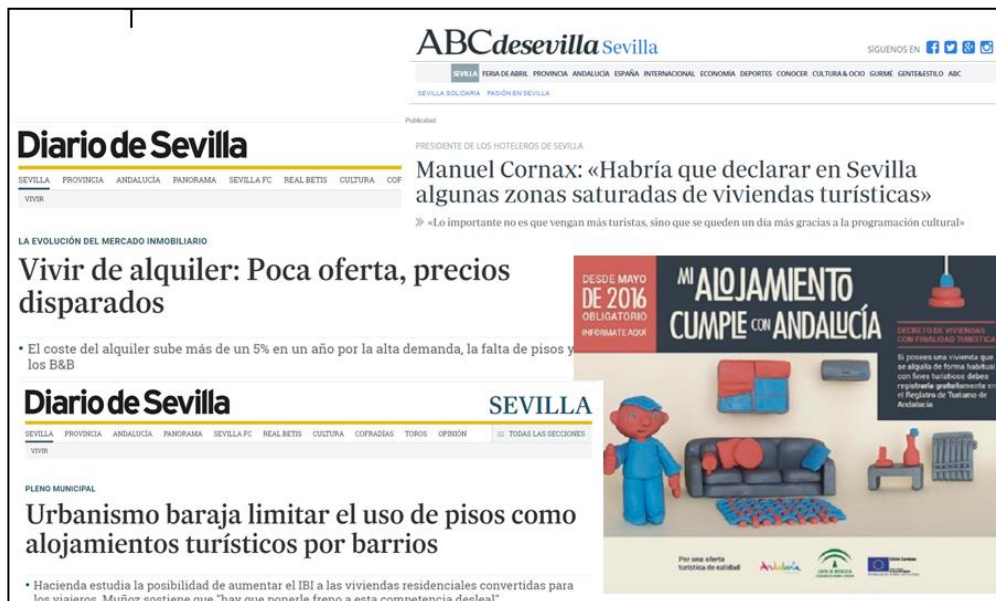 ABCdesevilla Sevilla
SÍGUENOS EN
SEVILLA FERIA DE ABRIL PROVINCIA ANDALUCÍA ESPAÑA INTERNACIONAL ECONOMÍA DEPORTES CONOCER CULTURA & OCIO GURMÉ GENTE&ESTILO ABC
SEVILLA SOLIDARIA PASIÓN EN SEVILLA
Publicidad
PRESIDENTE DE LOS HOTELEROS DE SEVILLA
Manuel Cornax: «Habría que declarar en Sevilla
algunas zonas saturadas de viviendas turísticas»
» «Lo importante no es que vengan más turistas, sino que se queden un día más gracias a la programación cultural»
Diario de Sevilla
SEVILLA PROVINCIA ANDALUCÍA PANORAMA SEVILLA FC REAL BETIS CULTURA COF
VIVIR
LA EVOLUCIÓN DEL MERCADO INMOBILIARIO
Vivir de alquiler: Poca oferta, precios
disparados
• El coste del alquiler sube más de un 5% en un año por la alta demanda, la falta de pisos y
los B&B
DESDE MAYO
DE 2016
OBLIGATORIO
INFÓRMATE AQUÍ
MI ALOJAMIENTO
CUMPLE CON ANDALUCÍA
DECRETO DE VIVIENDAS
CON FINALIDAD TURÍSTICA
Si posees una vivienda que
se alquila de forma habitual
con fines turísticos debes
registrarla gratuitamente en
el Registro de Turismo de
Andalucía
Por una oferta
turística de calidad
Andalucía
JUNTA DE ANDALUCIA
Diario de Sevilla SEVILLA
SEVILLA PROVINCIA ANDALUCÍA PANORAMA SEVILLA FC REAL BETIS CULTURA COFRADÍAS TOROS OPINIÓN ≡ TODAS LAS SECCIONES
VIVIR
PLENO MUNICIPAL
Urbanismo baraja limitar el uso de pisos como
alojamientos turísticos por barrios
• Hacienda estudia la posibilidad de aumentar el IBI a las viviendas residenciales convertidas para
los viajeros. Muñoz sostiene que "hay que ponerle freno a esta competencia desleal"